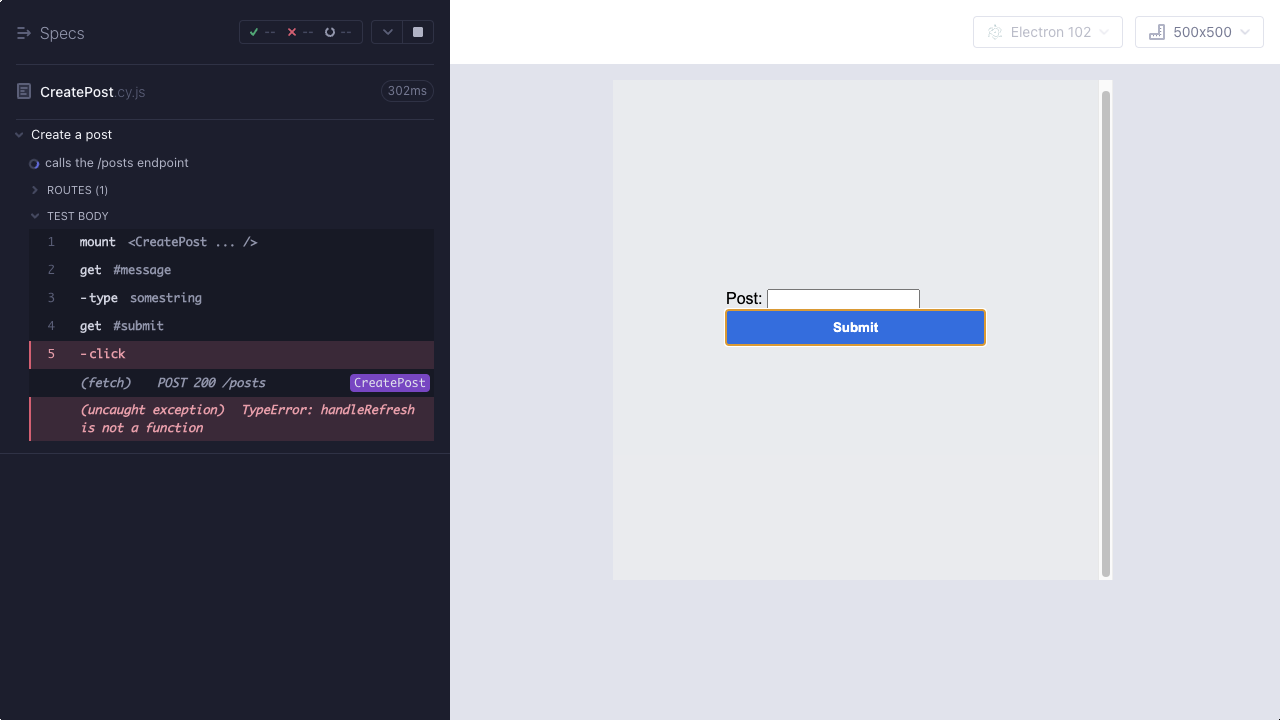 Specs
-- -- --
Electron 102
500x500
CreatePost.cy.js
302ms
Create a post
calls the /posts endpoint
ROUTES (1)
TEST BODY
1 mount <CreatePost ... />
2 get #message
3 -type somestring
4 get #submit
5 -click
(fetch) POST 200 /posts CreatePost
(uncaught exception) TypeError: handleRefresh
is not a function
Post:
Submit